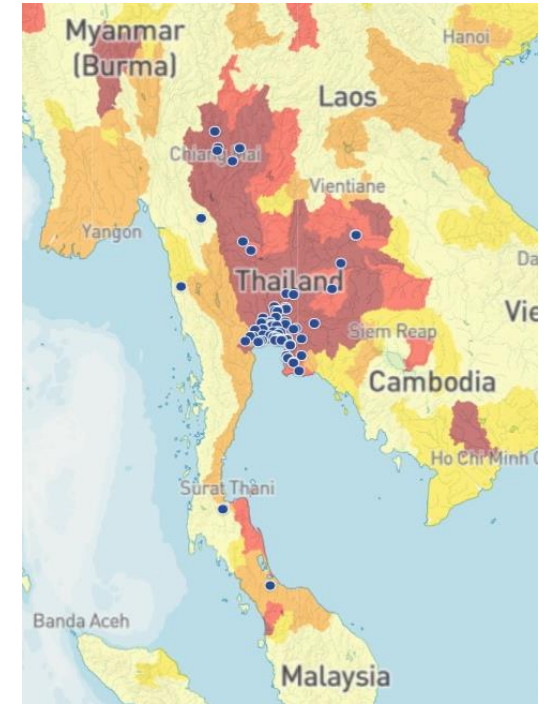 Myanmar
(Burma)
Hanoi
Laos
Chiang Mai
Vientiane
Yangon
Da
Thailand
Vie
Siem Reap
Cambodia
Ho Chi Minh C
Surat Thani
Banda Aceh
Malaysia